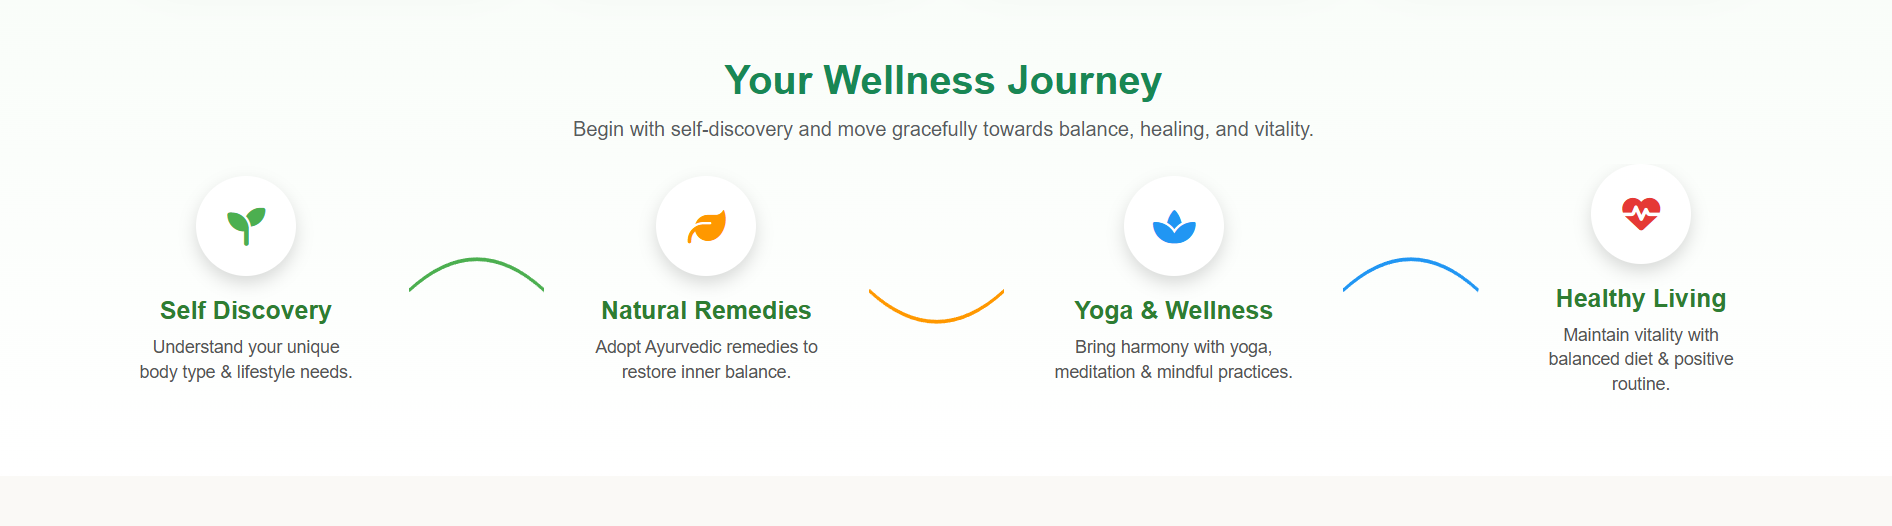 Your Wellness Journey
Begin with self-discovery and move gracefully towards balance, healing, and vitality.
Self Discovery
Understand your unique
body type & lifestyle needs.
Natural Remedies
Adopt Ayurvedic remedies to
restore inner balance.
Yoga & Wellness
Bring harmony with yoga,
meditation & mindful practices.
Healthy Living
Maintain vitality with
balanced diet & positive
routine.